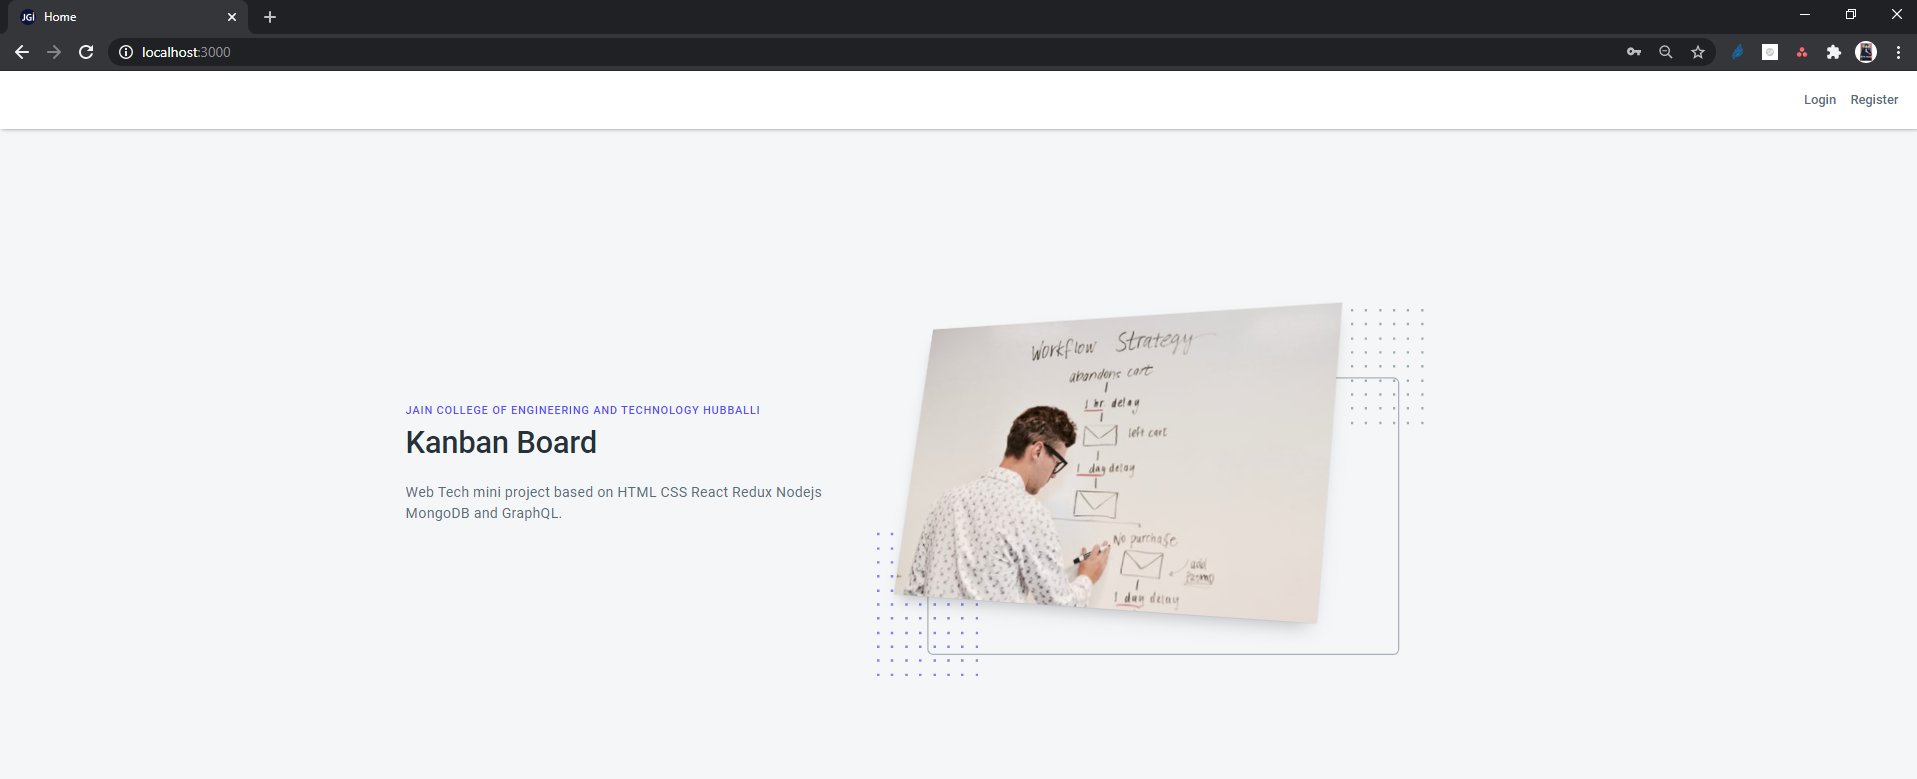 JGI Home
localhost:3000
Login Register
JAIN COLLEGE OF ENGINEERING AND TECHNOLOGY HUBBALLI
Kanban Board
Web Tech mini project based on HTML CSS React Redux Nodejs
MongoDB and GraphQL.
Workflow Strategy
abandons cart
1 hr delay
left cart
1 day delay
No purchase
add
promo
1 day delay